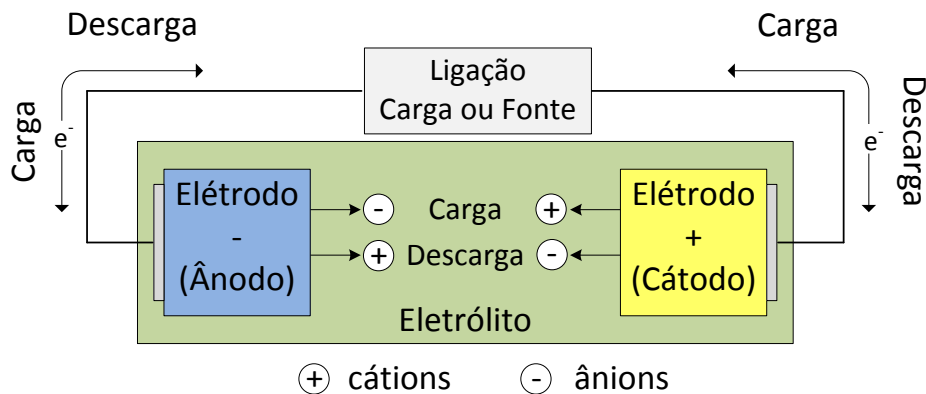 Descarga
Carga
Ligação
Carga ou Fonte
Carga
e-
Descarga
e-
Elétrodo
-
(Ânodo)
Elétrodo
+
(Cátodo)
- Carga +
+ Descarga -
Eletrólito
+ cátions - ânions